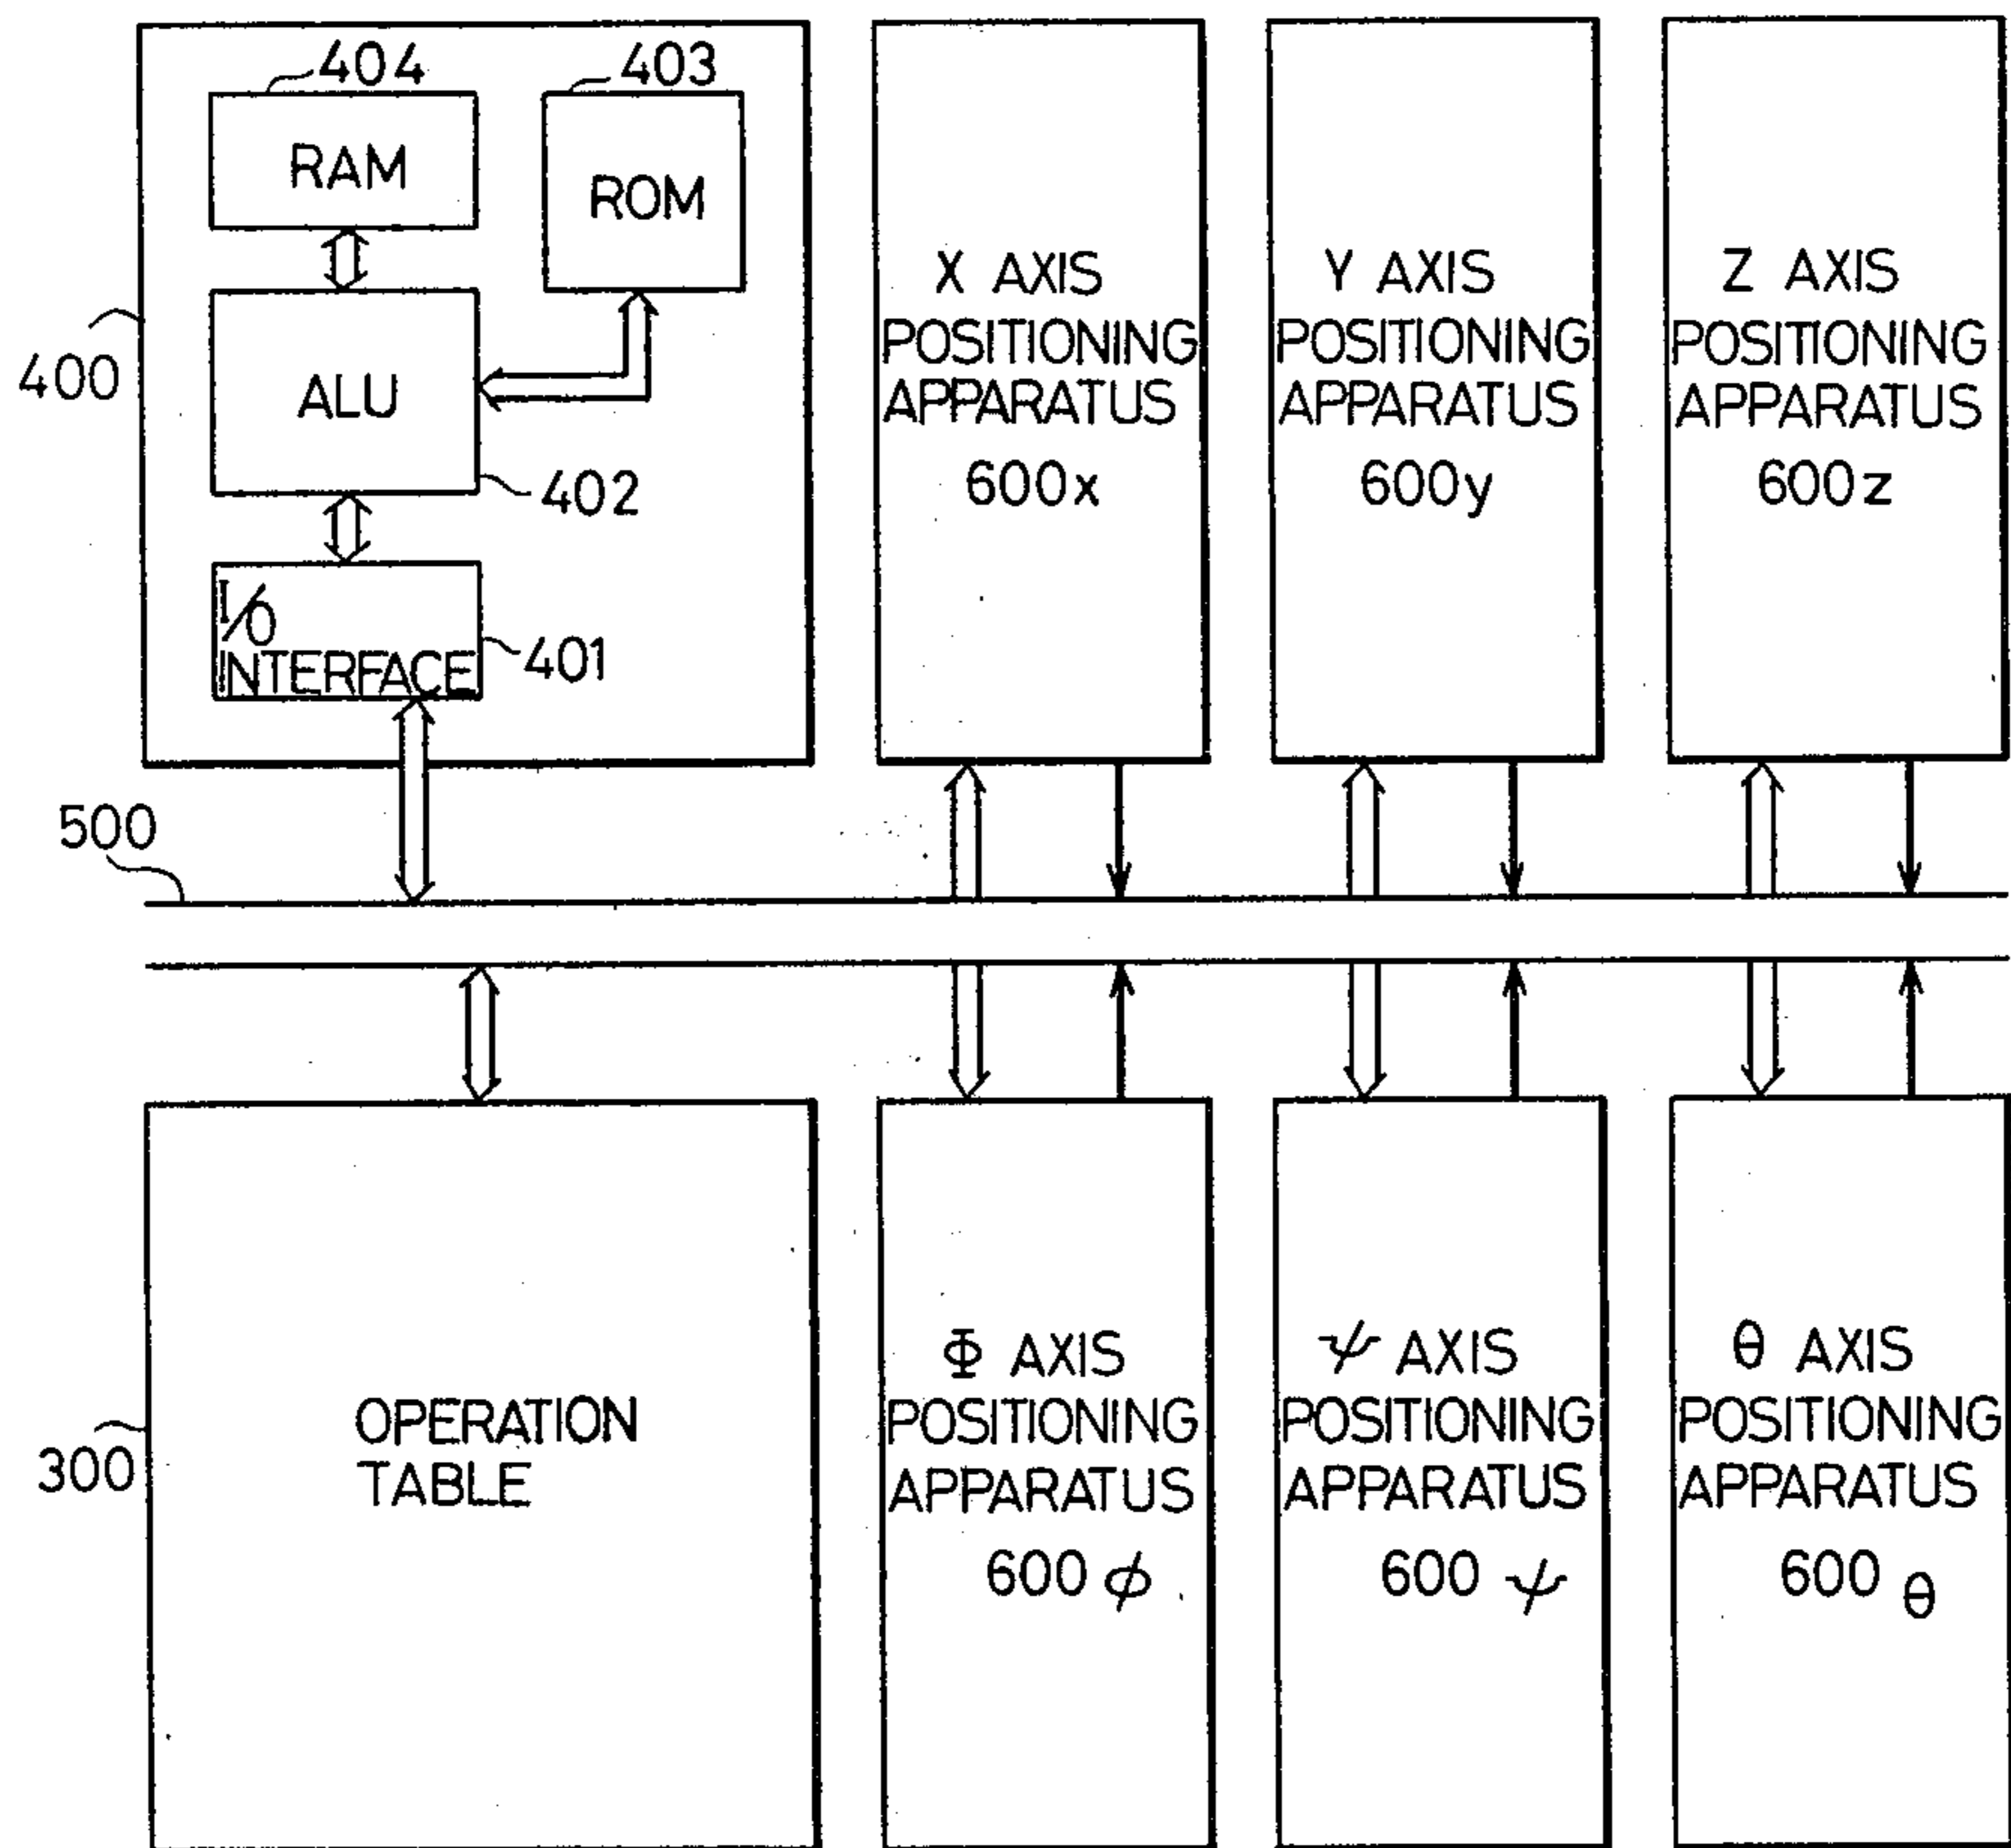 404
403
RAM
ROM
400
ALU
402
I/O
INTERFACE
401
X AXIS
POSITIONING
APPARATUS
600x
Y AXIS
POSITIONING
APPARATUS
600y
Z AXIS
POSITIONING
APPARATUS
600z
500
300
OPERATION
TABLE
Φ AXIS
POSITIONING
APPARATUS
600 ϕ
ψ AXIS
POSITIONING
APPARATUS
600 ψ
θ AXIS
POSITIONING
APPARATUS
600 θ